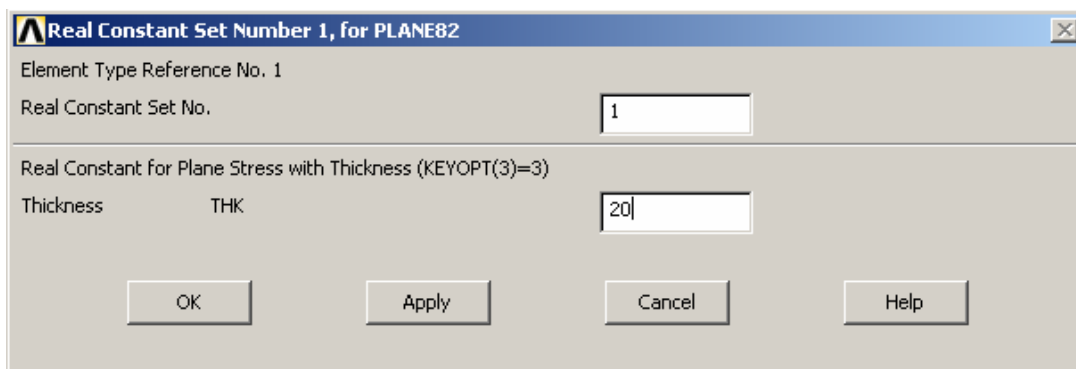 Real Constant Set Number 1, for PLANE82
Element Type Reference No. 1
Real Constant Set No. 1
Real Constant for Plane Stress with Thickness (KEYOPT(3)=3)
Thickness THK 20
OK Apply Cancel Help